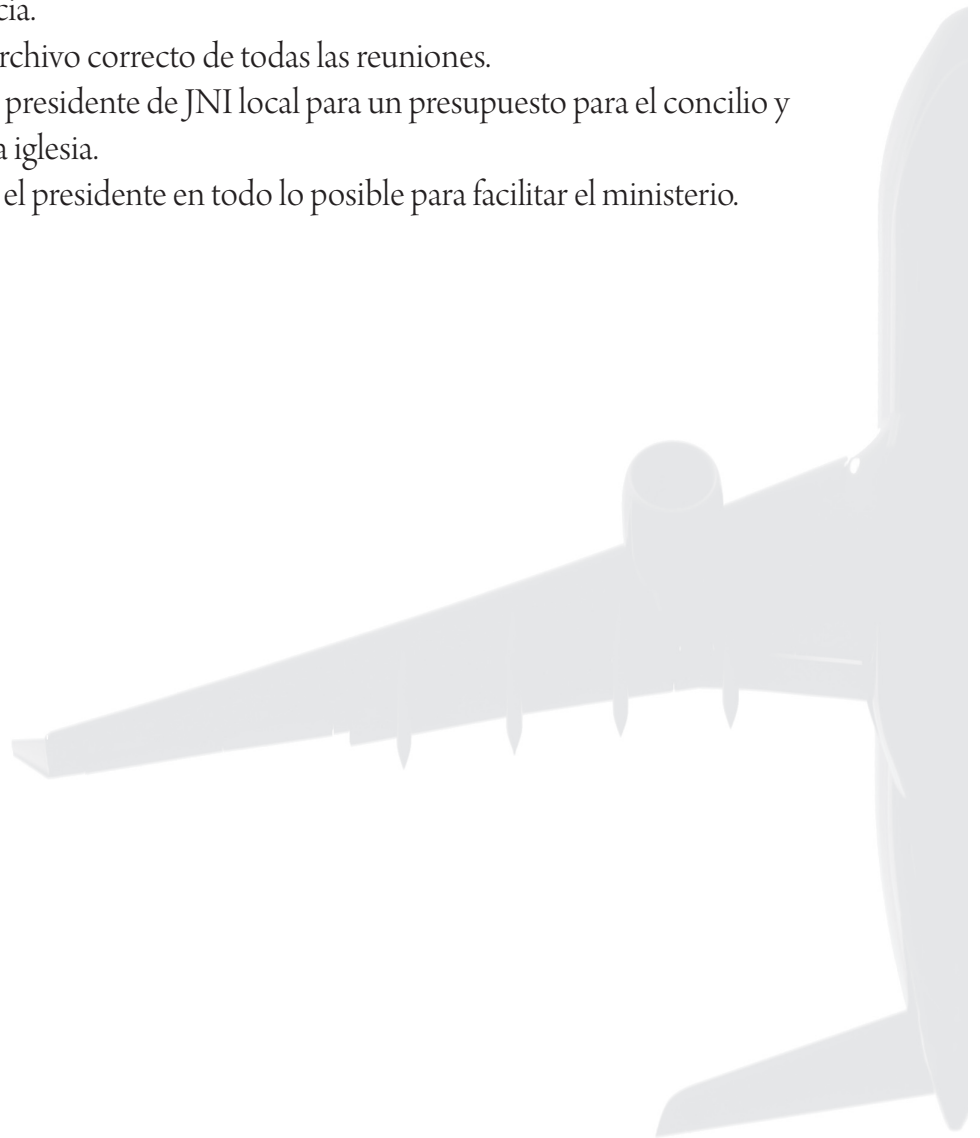 cia.
rchivo correcto de todas las reuniones.
presidente de JNI local para un presupuesto para el concilio y
a iglesia.
el presidente en todo lo posible para facilitar el ministerio.